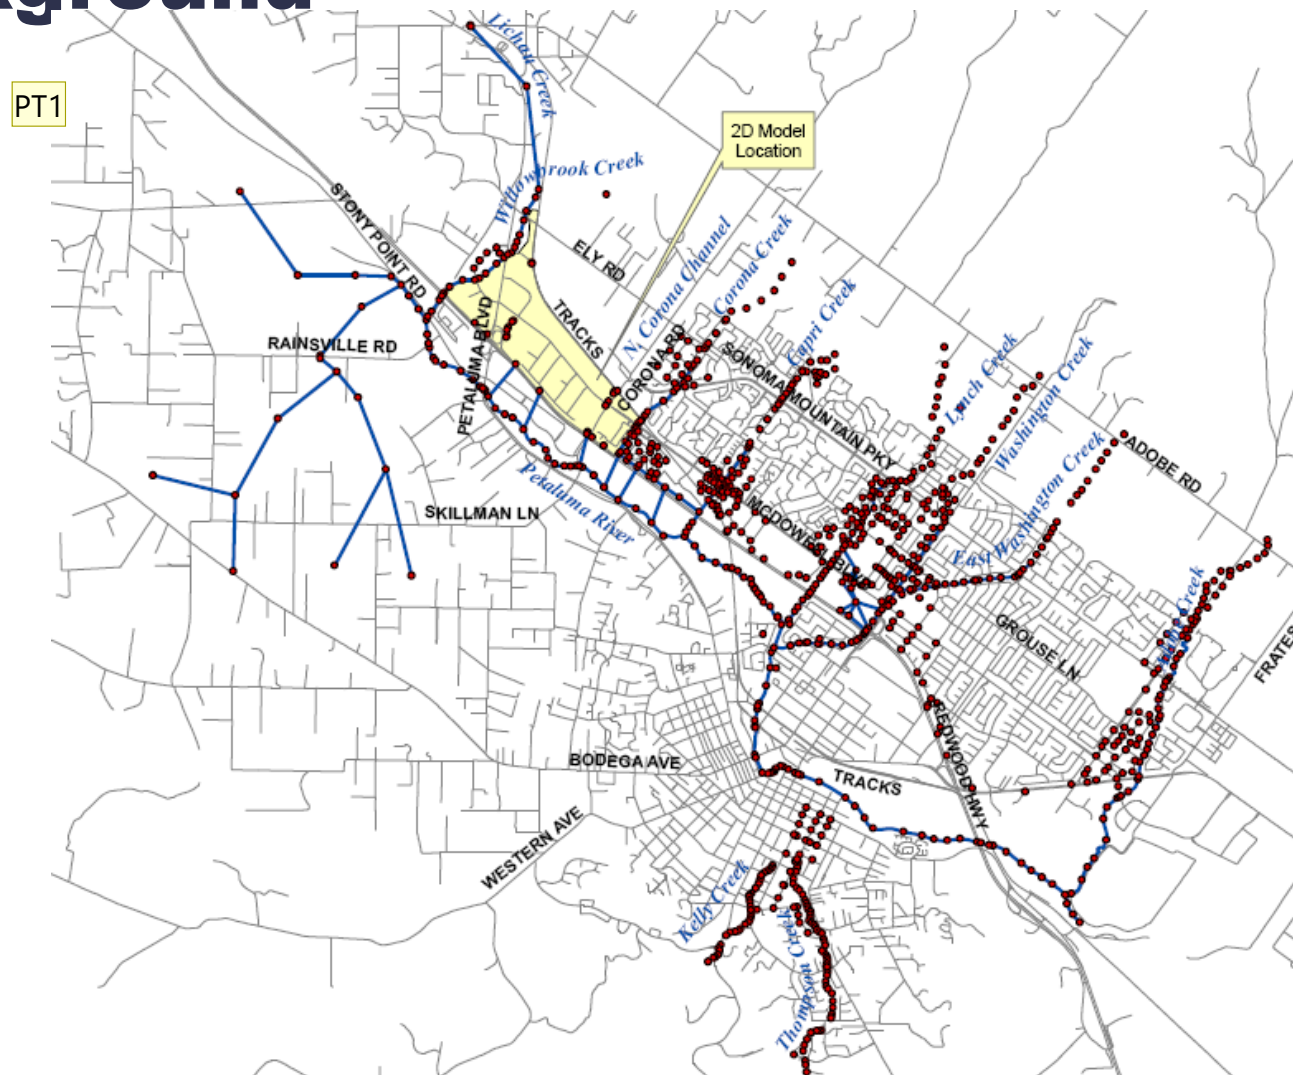 kground
PT1
Lichau Creek
2D Model
Location
Willowbrook Creek
STONY POINT RD
ELY RD
N. Corona Channel
Corona Creek
Capri Creek
TRACKS
PETALUMA BLVD
CORONA RD
RAINSVILLE RD
SONOMA MOUNTAIN PKY
Lynch Creek
Washington Creek
East Washington Creek
ADOBE RD
Petaluma River
SKILLMAN LN
MCDOWELL BLVD
GROUSE LN
Creek
FRATES
REDWOOD HWY
BODEGA AVE
TRACKS
WESTERN AVE
Kelly Creek
Thompson Creek